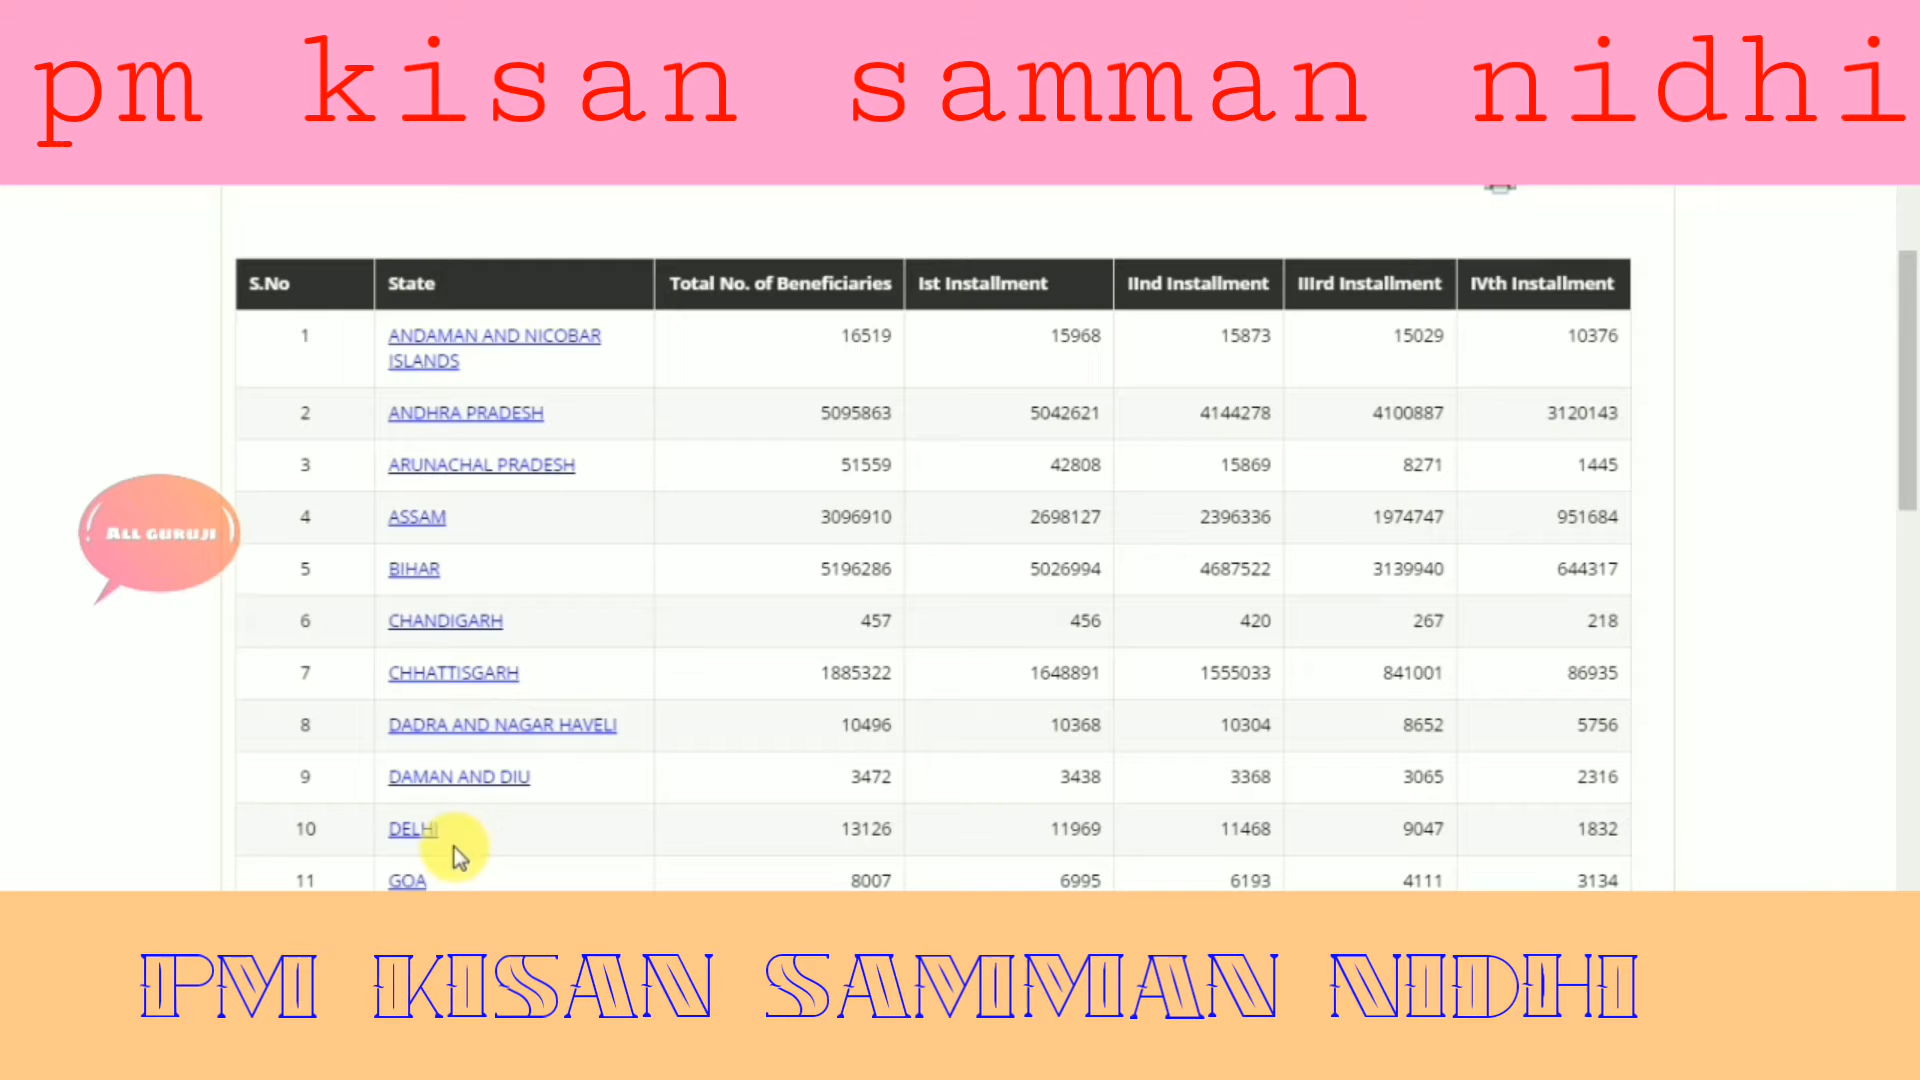 pm kisan samman nidhi
S.No State Total No. of Beneficiaries Ist Installment IInd Installment IIIrd Installment IVth Installment
1 ANDAMAN AND NICOBAR ISLANDS 16519 15968 15873 15029 10376
2 ANDHRA PRADESH 5095863 5042621 4144278 4100887 3120143
3 ARUNACHAL PRADESH 51559 42808 15869 8271 1445
4 ASSAM 3096910 2698127 2396336 1974747 951684
5 BIHAR 5196286 5026994 4687522 3139940 644317
6 CHANDIGARH 457 456 420 267 218
7 CHHATTISGARH 1885322 1648891 1555033 841001 86935
8 DADRA AND NAGAR HAVELI 10496 10368 10304 8652 5756
9 DAMAN AND DIU 3472 3438 3368 3065 2316
10 DELHI 13126 11969 11468 9047 1832
11 GOA 8007 6995 6193 4111 3134
ALL GURUJI
PM KISAN SAMMAN NIDHI